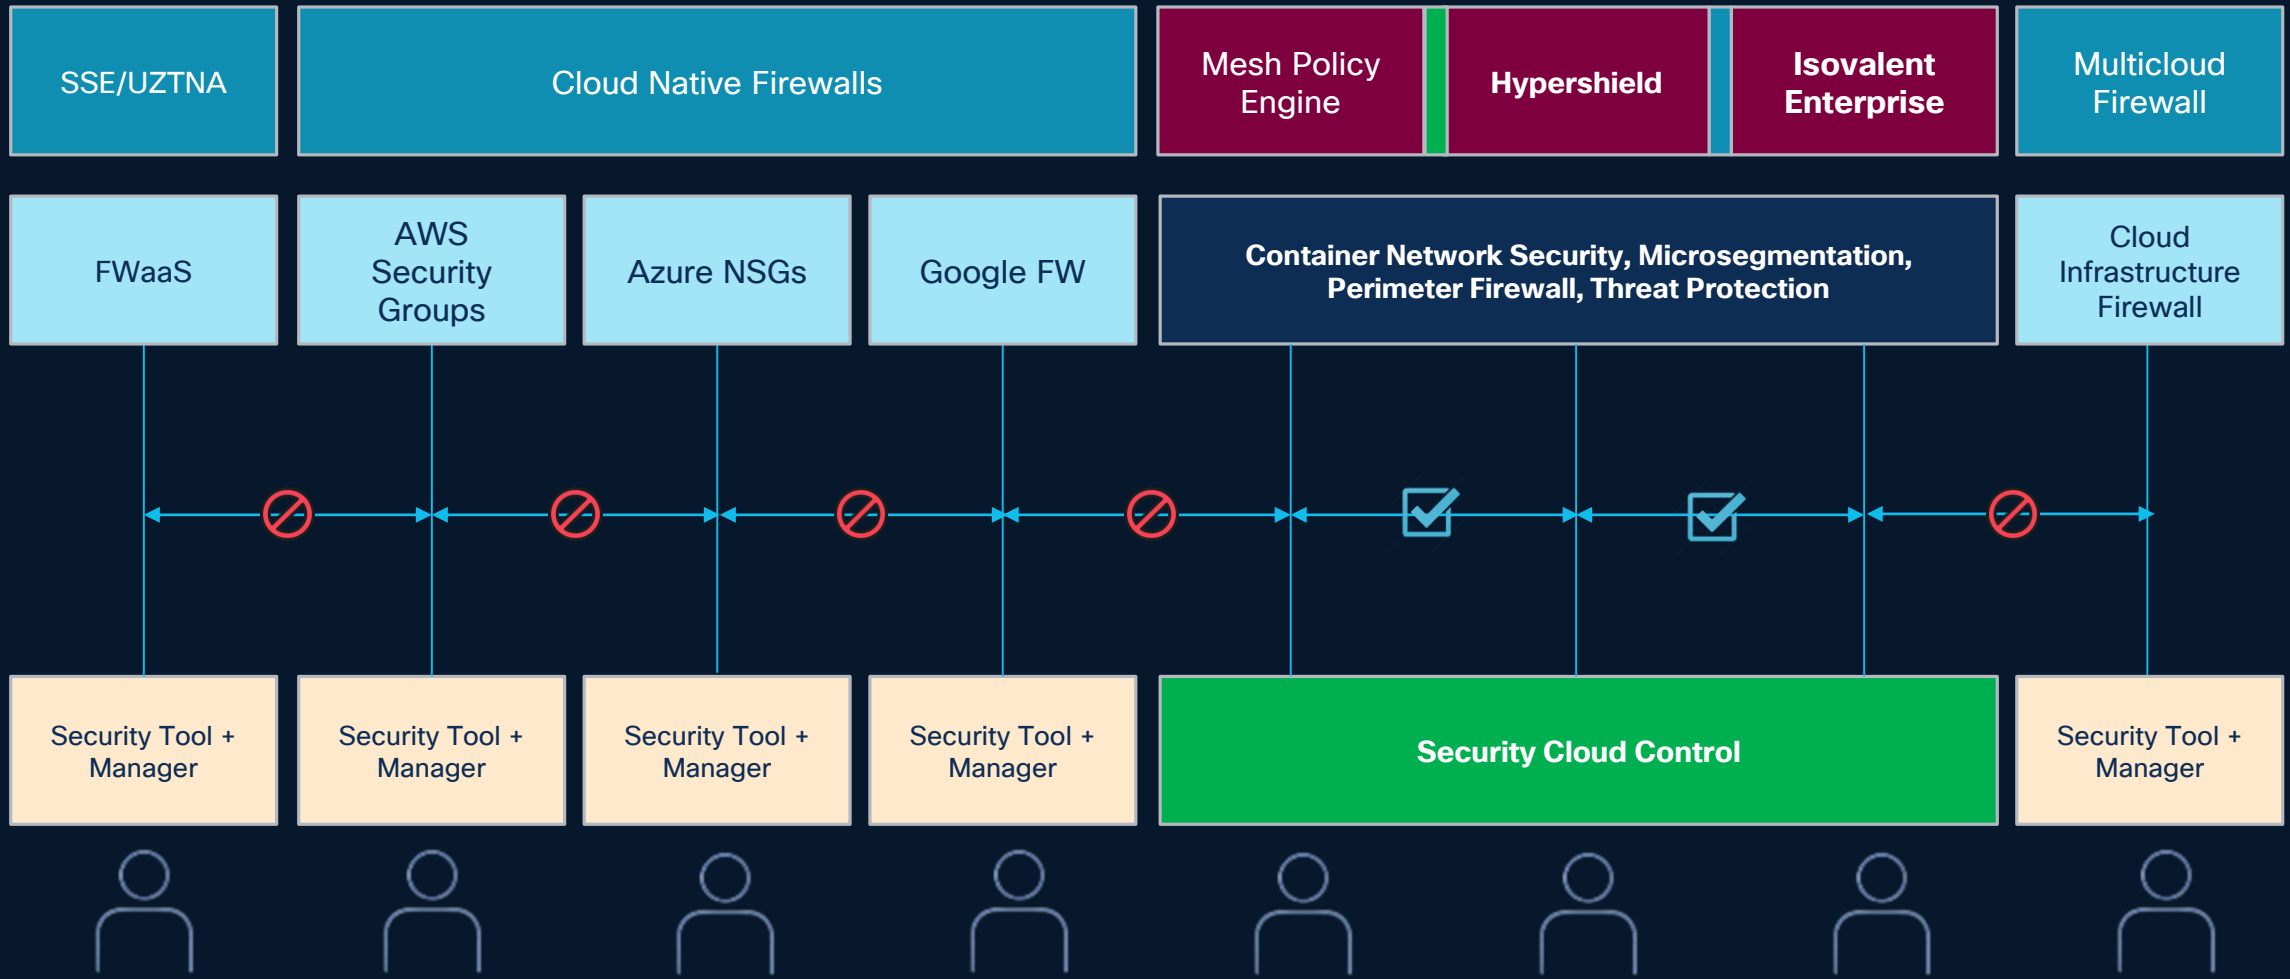 SSE/UZTNA
Cloud Native Firewalls
Mesh Policy
Engine
Hypershield
Isovalent
Enterprise
Multicloud
Firewall
FWaaS
AWS
Security
Groups
Azure NSGs
Google FW
Container Network Security, Microsegmentation,
Perimeter Firewall, Threat Protection
Cloud
Infrastructure
Firewall
Security Tool +
Manager
Security Tool +
Manager
Security Tool +
Manager
Security Tool +
Manager
Security Cloud Control
Security Tool +
Manager